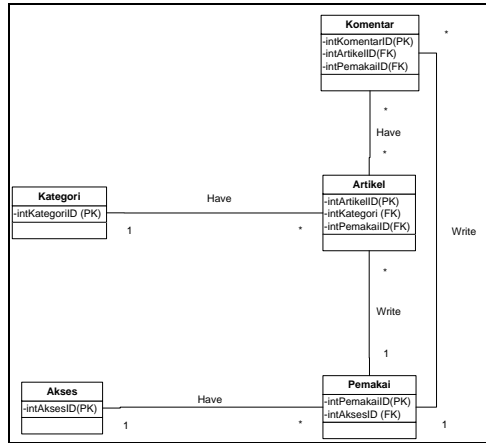 Komentar
-intKomentarID(PK)
-intArtikelID(FK)
-intPemakaiID(FK)
*
*
Have
*
Kategori
-intKategoriID (PK)
Have
1
*
Artikel
-intArtikelID(PK)
-intKategori (FK)
-intPemakaiID(FK)
*
Write
Write
1
Akses
-intAksesID(PK)
Have
1
*
Pemakai
-intPemakaiID(PK)
-intAksesID (FK)
1